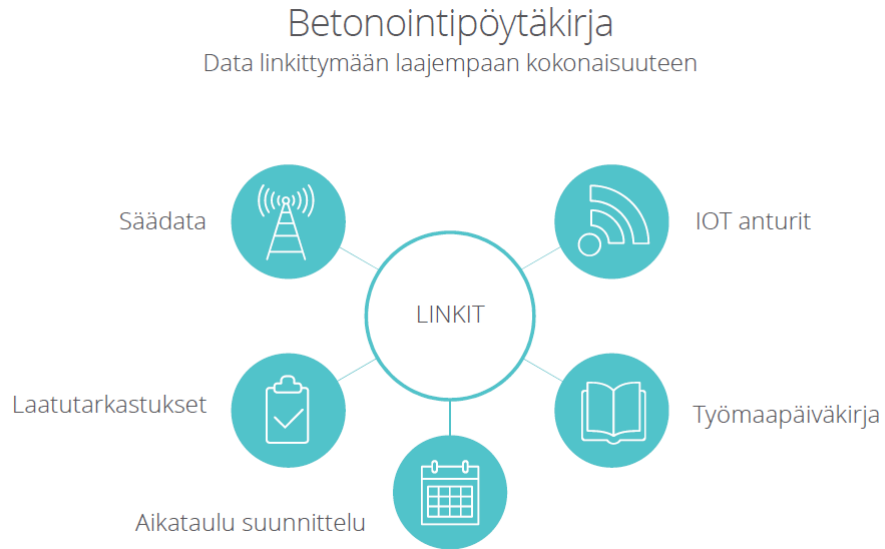 Betonointipöytäkirja
Data linkittymään laajempaan kokonaisuuteen
Säädata
IOT anturit
LINKIT
Laatutarkastukset
Työmaapäiväkirja
Aikataulu suunnittelu